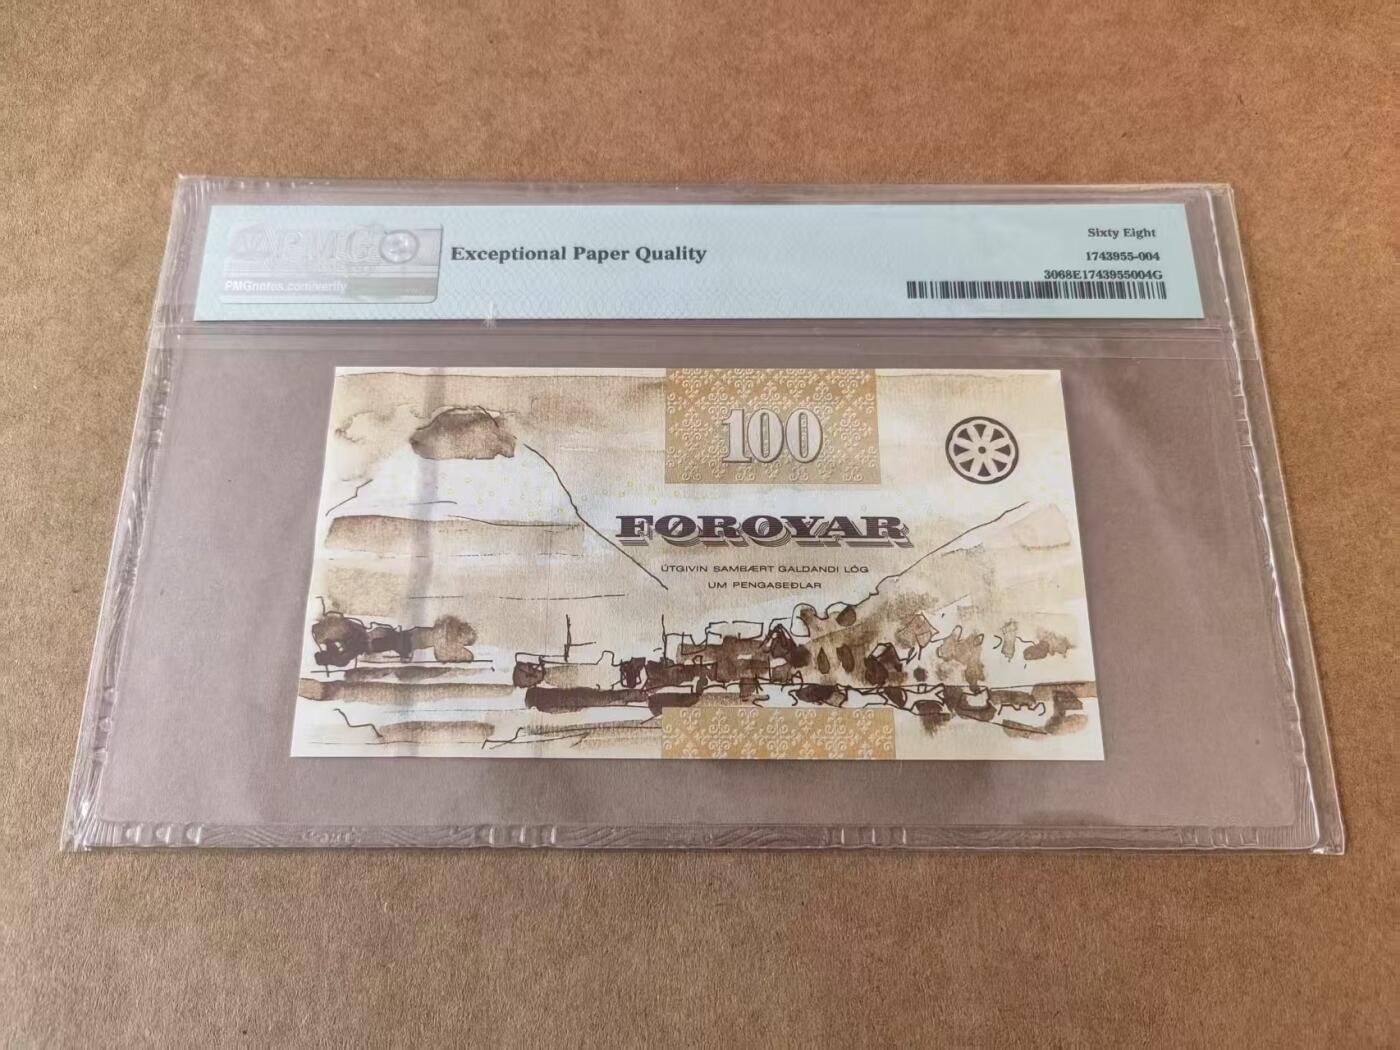 PMG
PMGnotes.com/verify
Exceptional Paper Quality
Sixty Eight
1743955-004
3068E1743955004G
100
FØROYAR
ÚTGIVIN SAMBÆRT GALDANDI LÓG
UM PENGASEÐLAR